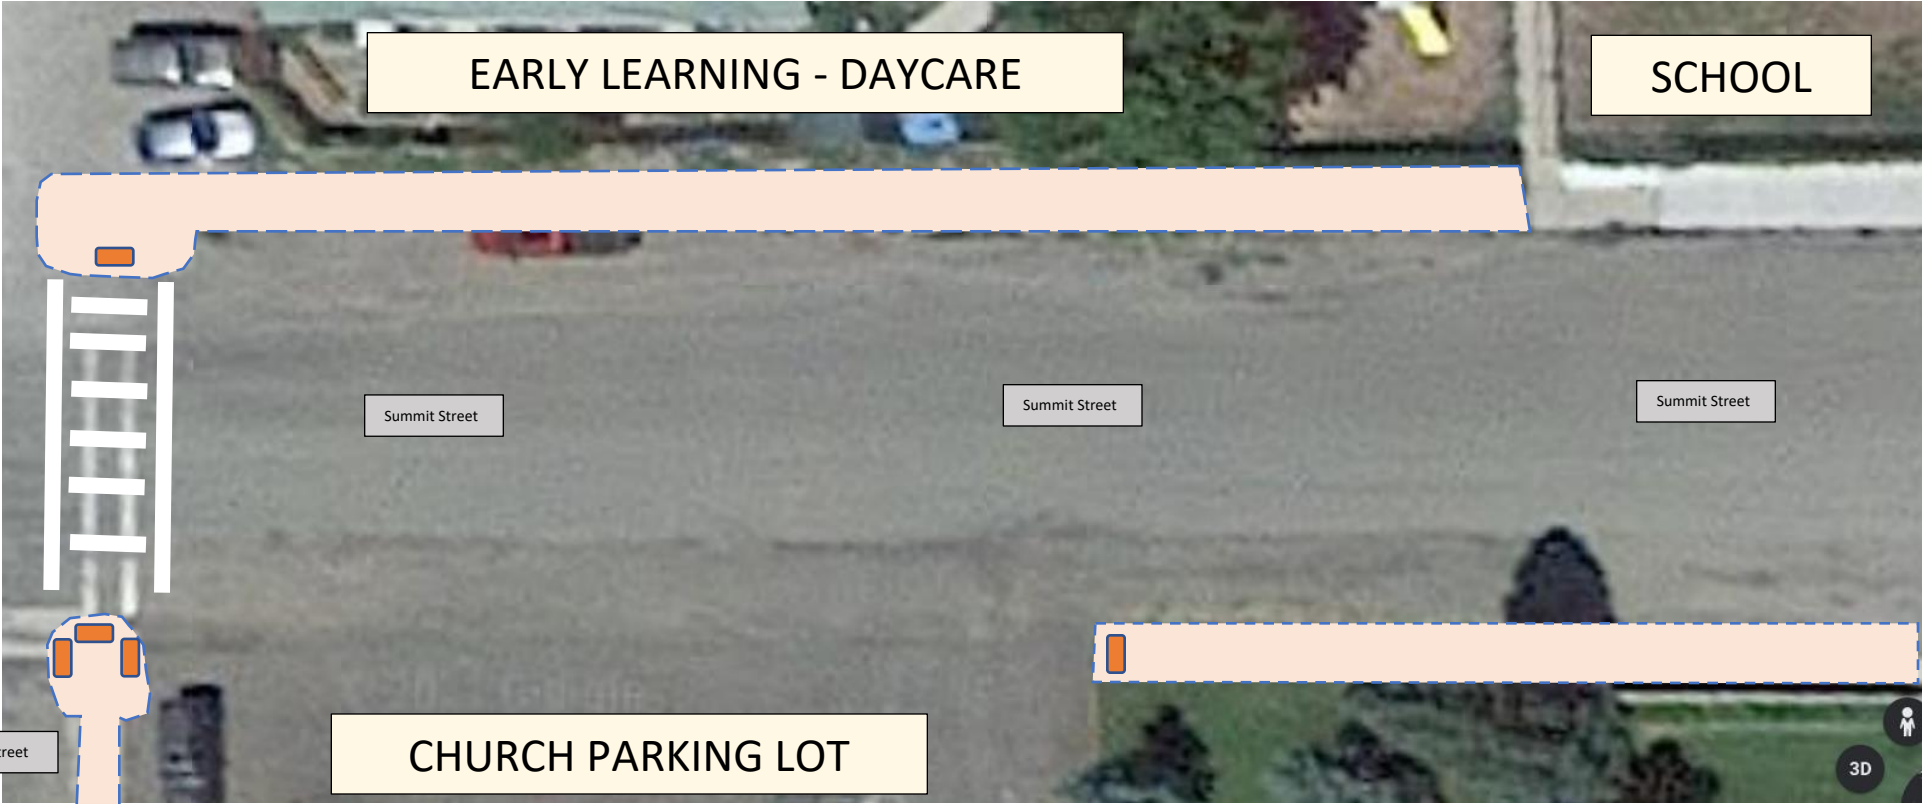 EARLY LEARNING - DAYCARE
SCHOOL
Summit Street
Summit Street
Summit Street
CHURCH PARKING LOT
reet
3D